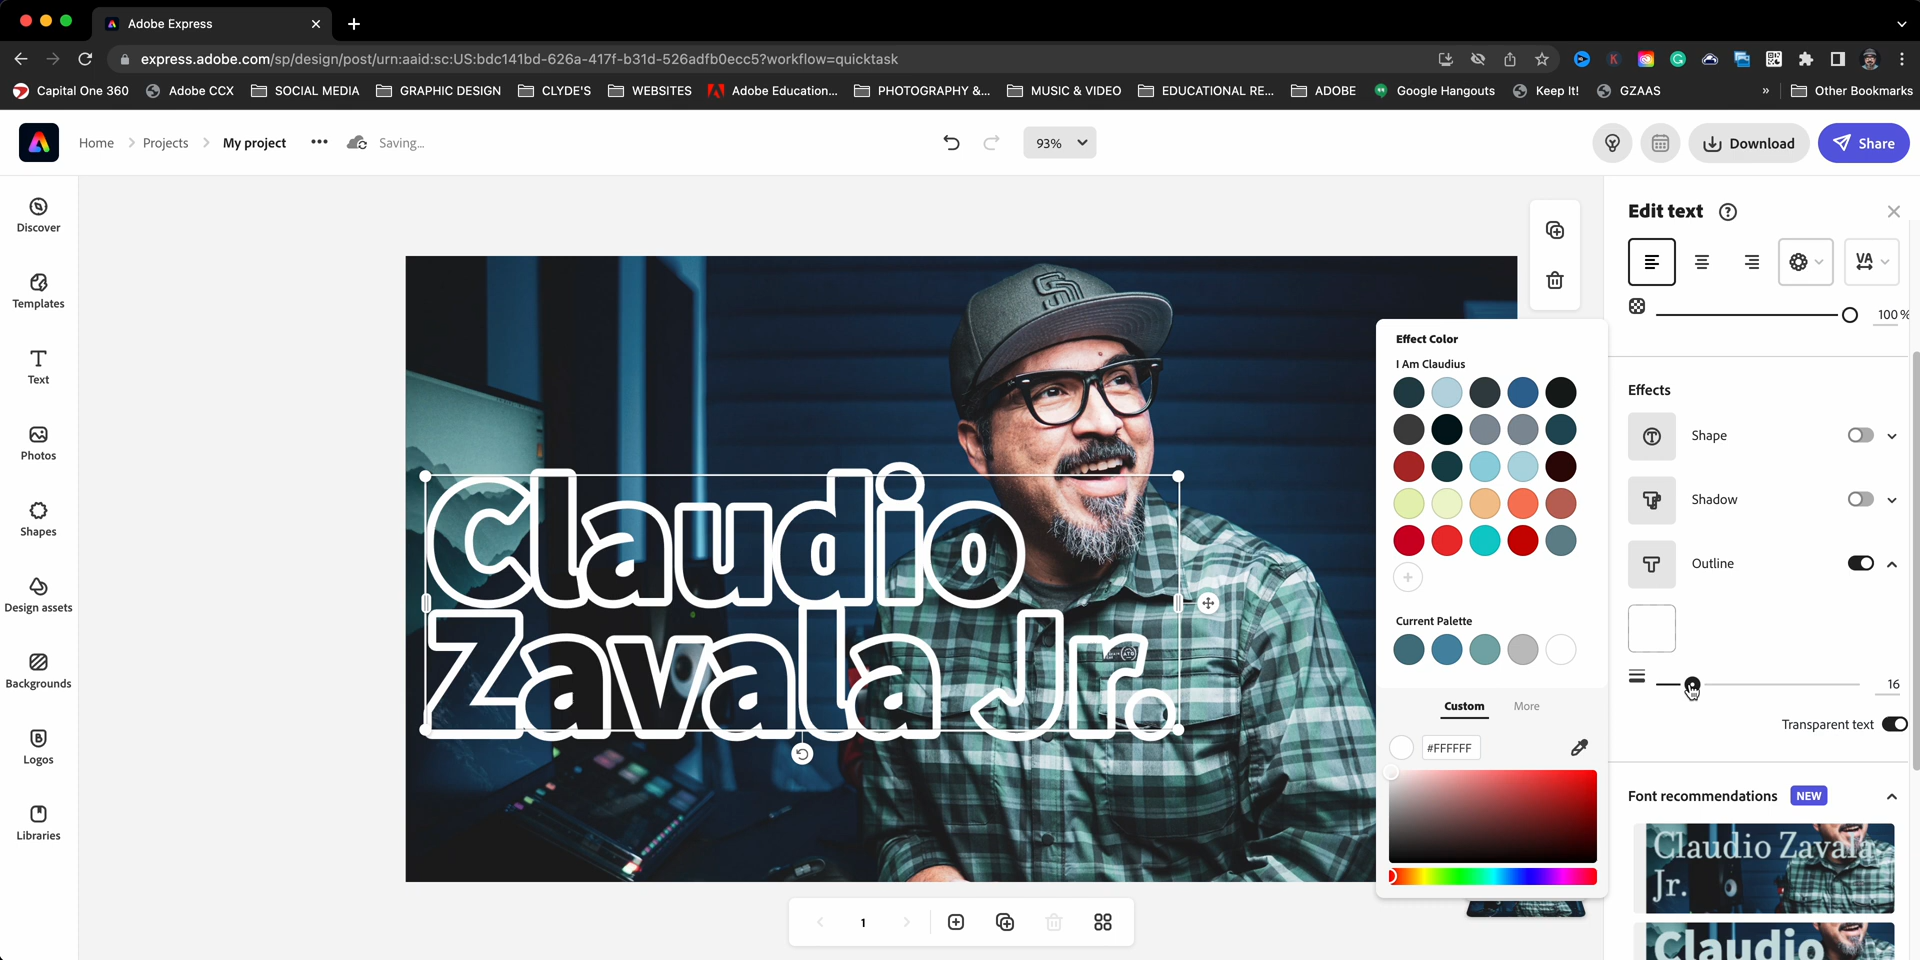 Adobe Express
express.adobe.com/sp/design/post/urn:aaid:sc:US:bdc141bd-626a-417f-b31d-526adfb0ecc5?workflow=quicktask
Capital One 360
Adobe CCX
SOCIAL MEDIA
GRAPHIC DESIGN
CLYDE'S
WEBSITES
Adobe Education...
PHOTOGRAPHY &...
MUSIC & VIDEO
EDUCATIONAL RE...
ADOBE
Google Hangouts
Keep It!
GZAAS
»
Other Bookmarks
Home
Projects
My project
Saving...
93%
Download
Share
Discover
Templates
Text
Photos
Shapes
Design assets
Backgrounds
Logos
Libraries
Claudio
Zavala Jr.
1
Effect Color
I Am Claudius
Current Palette
Custom
More
#FFFFFF
Edit text
VA
100%
Effects
Shape
Shadow
Outline
16
Transparent text
Font recommendations
NEW
Claudio Zavala
Jr.
Claudio